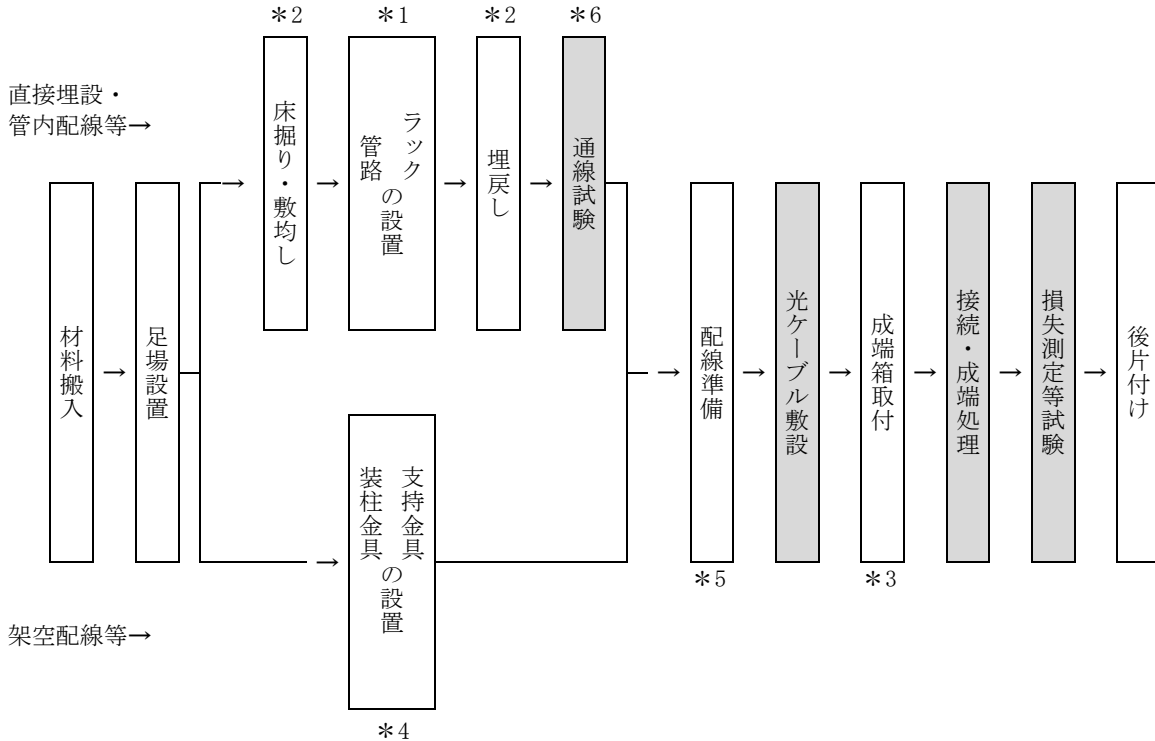 ＊2
＊1
＊2
＊6
直接埋設・
管内配線等→
床掘り・敷均し
→
→
ラック
管路
の設置
→
埋戻し
→
通線試験
材料搬入
→
足場設置
配線準備
→
→
光ケーブル敷設
→
成端箱取付
→
接続・成端処理
→
損失測定等試験
→
後片付け
→
支持金具
装柱金具
の設置
＊5
＊3
架空配線等→
＊4